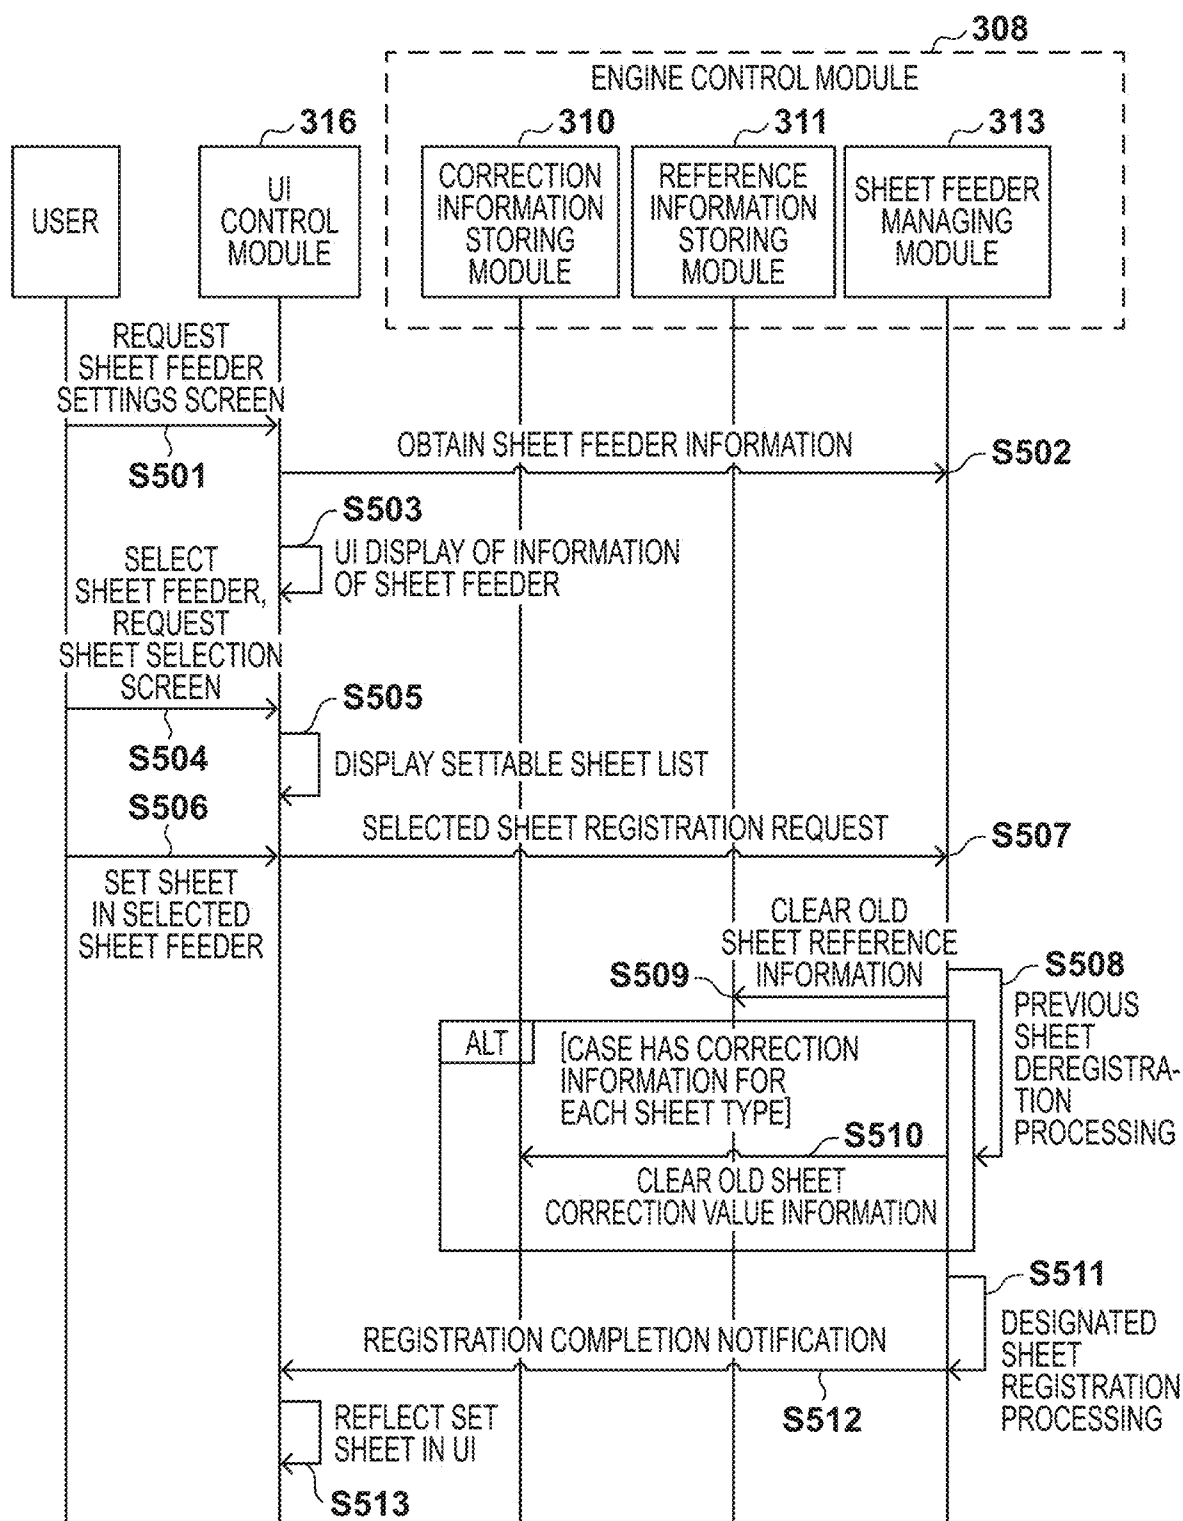 308
ENGINE CONTROL MODULE
316
310
311
313
USER
UI
CONTROL
MODULE
CORRECTION
INFORMATION
STORING
MODULE
REFERENCE
INFORMATION
STORING
MODULE
SHEET FEEDER
MANAGING
MODULE
REQUEST
SHEET FEEDER
SETTINGS SCREEN
S501
OBTAIN SHEET FEEDER INFORMATION
S502
S503
UI DISPLAY OF INFORMATION
OF SHEET FEEDER
SELECT
SHEET FEEDER,
REQUEST
SHEET SELECTION
SCREEN
S504
S505
DISPLAY SETTABLE SHEET LIST
S506
SET SHEET
IN SELECTED
SHEET FEEDER
SELECTED SHEET REGISTRATION REQUEST
S507
CLEAR OLD
SHEET REFERENCE
INFORMATION
S509
S508
PREVIOUS
SHEET
DEREGISTRA-
TION
PROCESSING
ALT
[CASE HAS CORRECTION
INFORMATION FOR
EACH SHEET TYPE]
S510
CLEAR OLD SHEET
CORRECTION VALUE INFORMATION
S511
DESIGNATED
SHEET
REGISTRATION
PROCESSING
REGISTRATION COMPLETION NOTIFICATION
S512
REFLECT SET
SHEET IN UI
S513